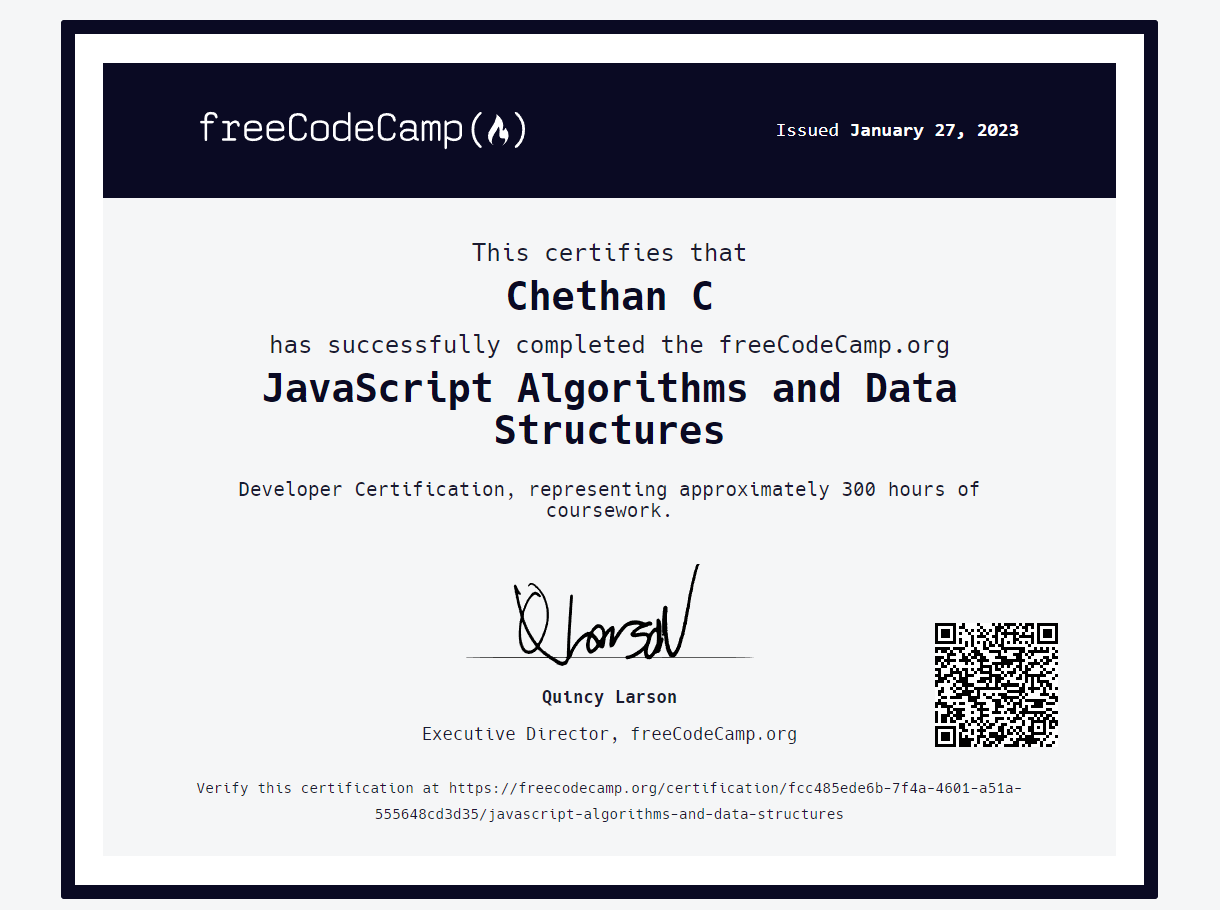 freeCodeCamp(🔥)
Issued January 27, 2023
This certifies that
Chethan C
has successfully completed the freeCodeCamp.org
JavaScript Algorithms and Data
Structures
Developer Certification, representing approximately 300 hours of
coursework.
Q Larson
Quincy Larson
Executive Director, freeCodeCamp.org
Verify this certification at https://freecodecamp.org/certification/fcc485ede6b-7f4a-4601-a51a-
555648cd3d35/javascript-algorithms-and-data-structures